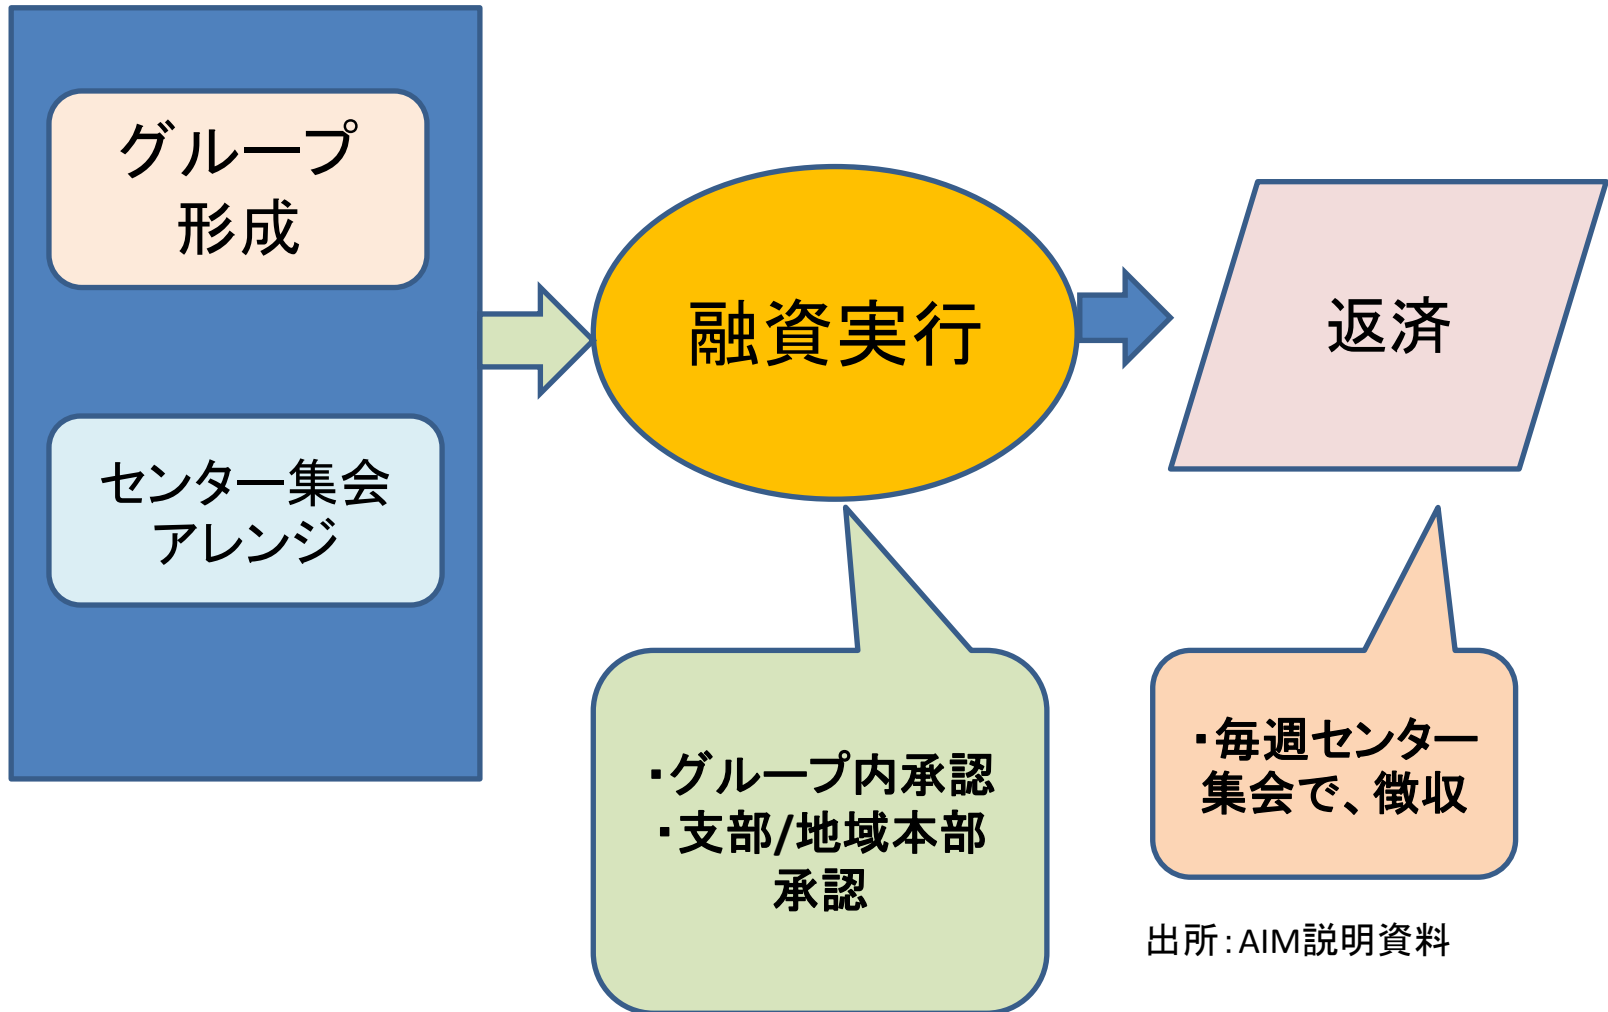 グループ
形成
センター集会
アレンジ
融資実行
返済
・グループ内承認
・支部/地域本部
承認
・毎週センター
集会で、徴収
出所：AIM説明資料